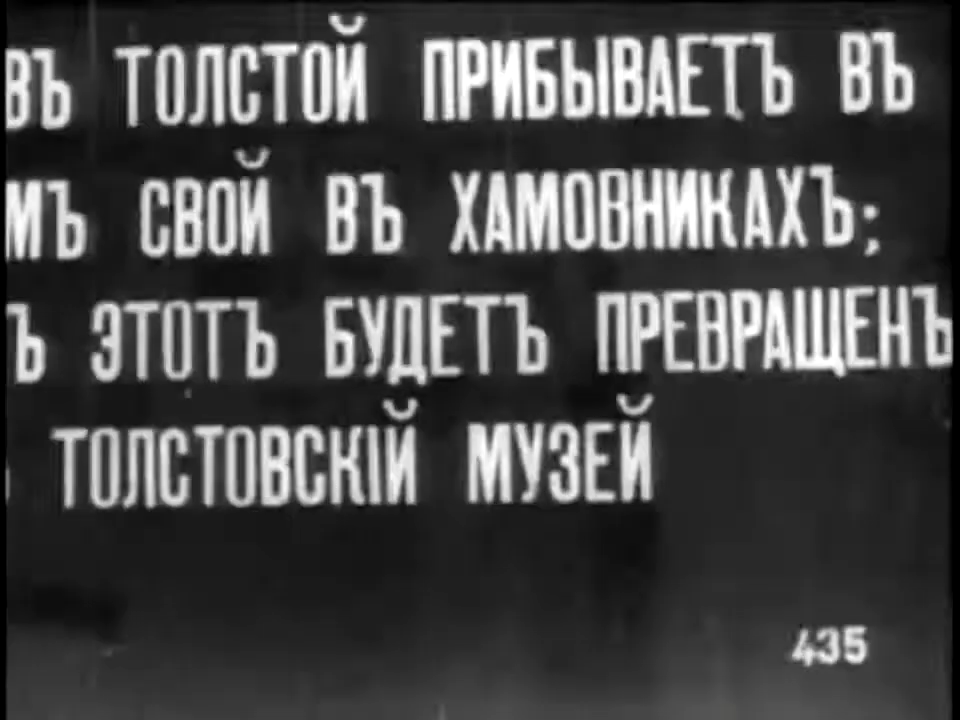 ВЪ ТОЛСТОЙ ПРИБЫВАЕТЪ ВЪ
МЪ СВОЙ ВЪ ХАМОВНИКАХЪ;
Ъ ЭТОТЪ БУДЕТЪ ПРЕВРАЩЕНЪ
ТОЛСТОВСКІЙ МУЗЕЙ
435